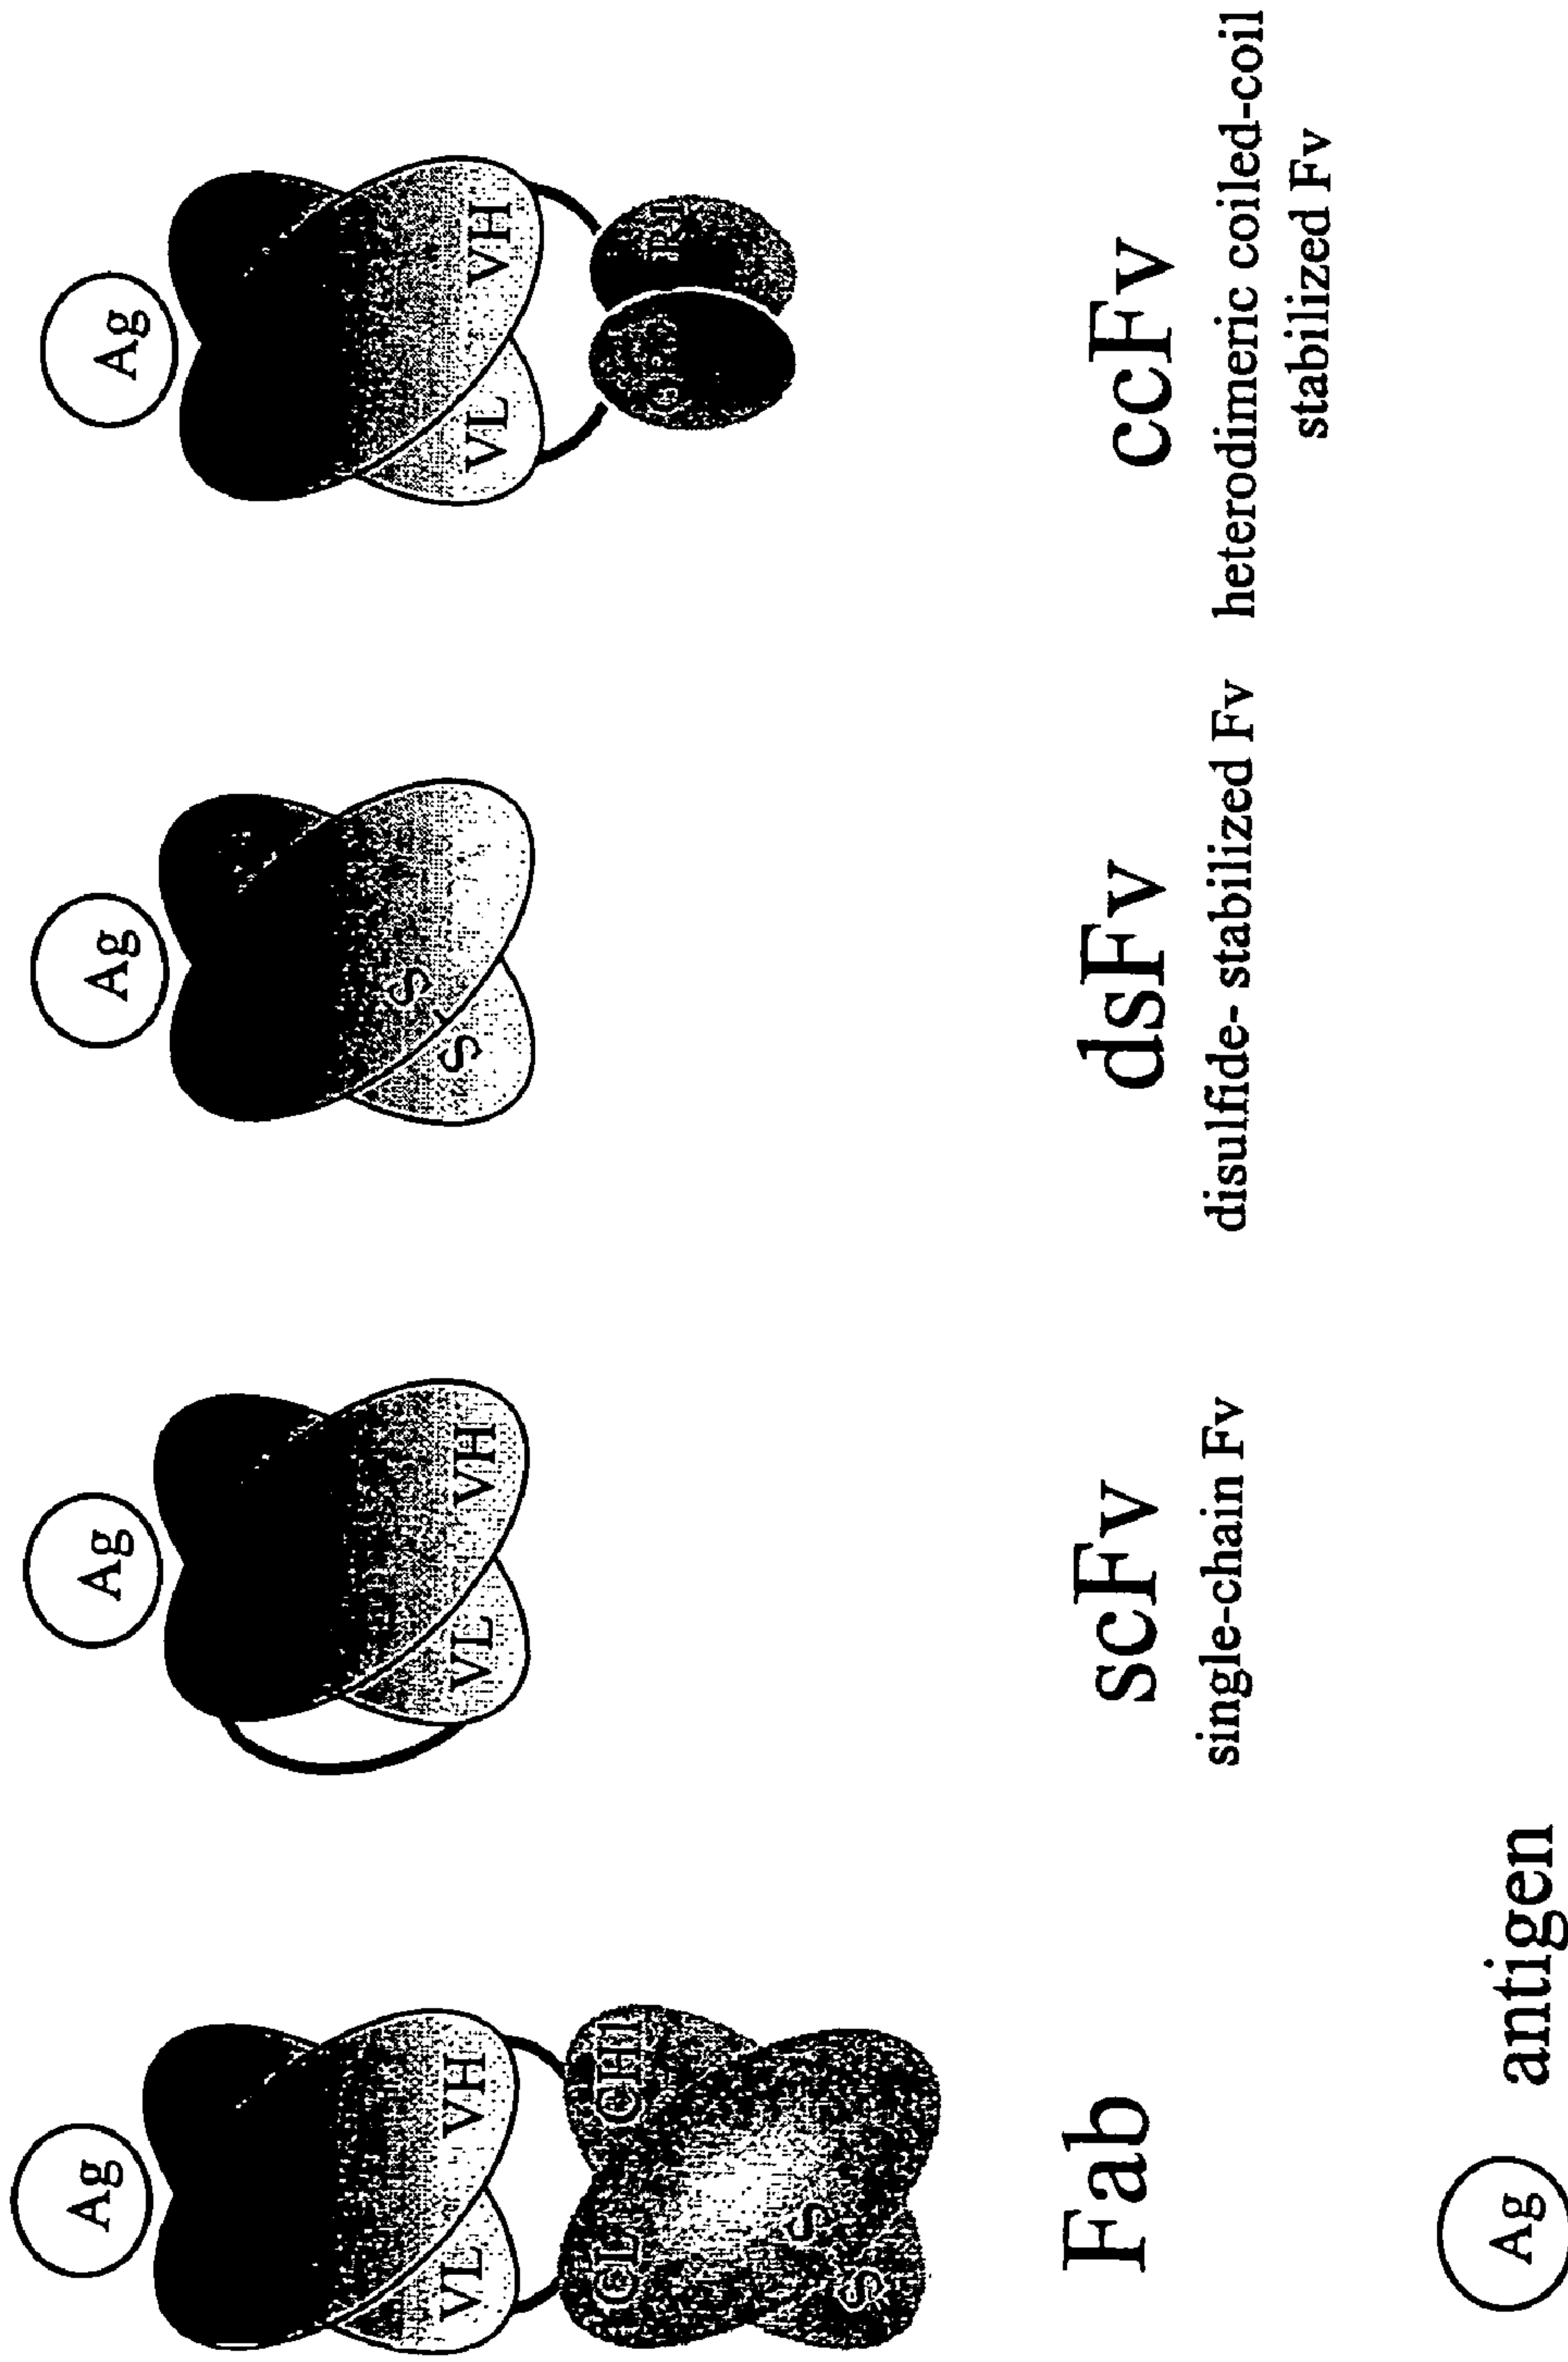 Ag
Ag
Ag
Ag
VL VH
VL VH
S S
VL VH
CL CH1
S S
Fab
scFv
dsFv
ccFv
single-chain Fv
disulfide- stabilized Fv
heterodimeric coiled-coil
stabilized Fv
Ag antigen